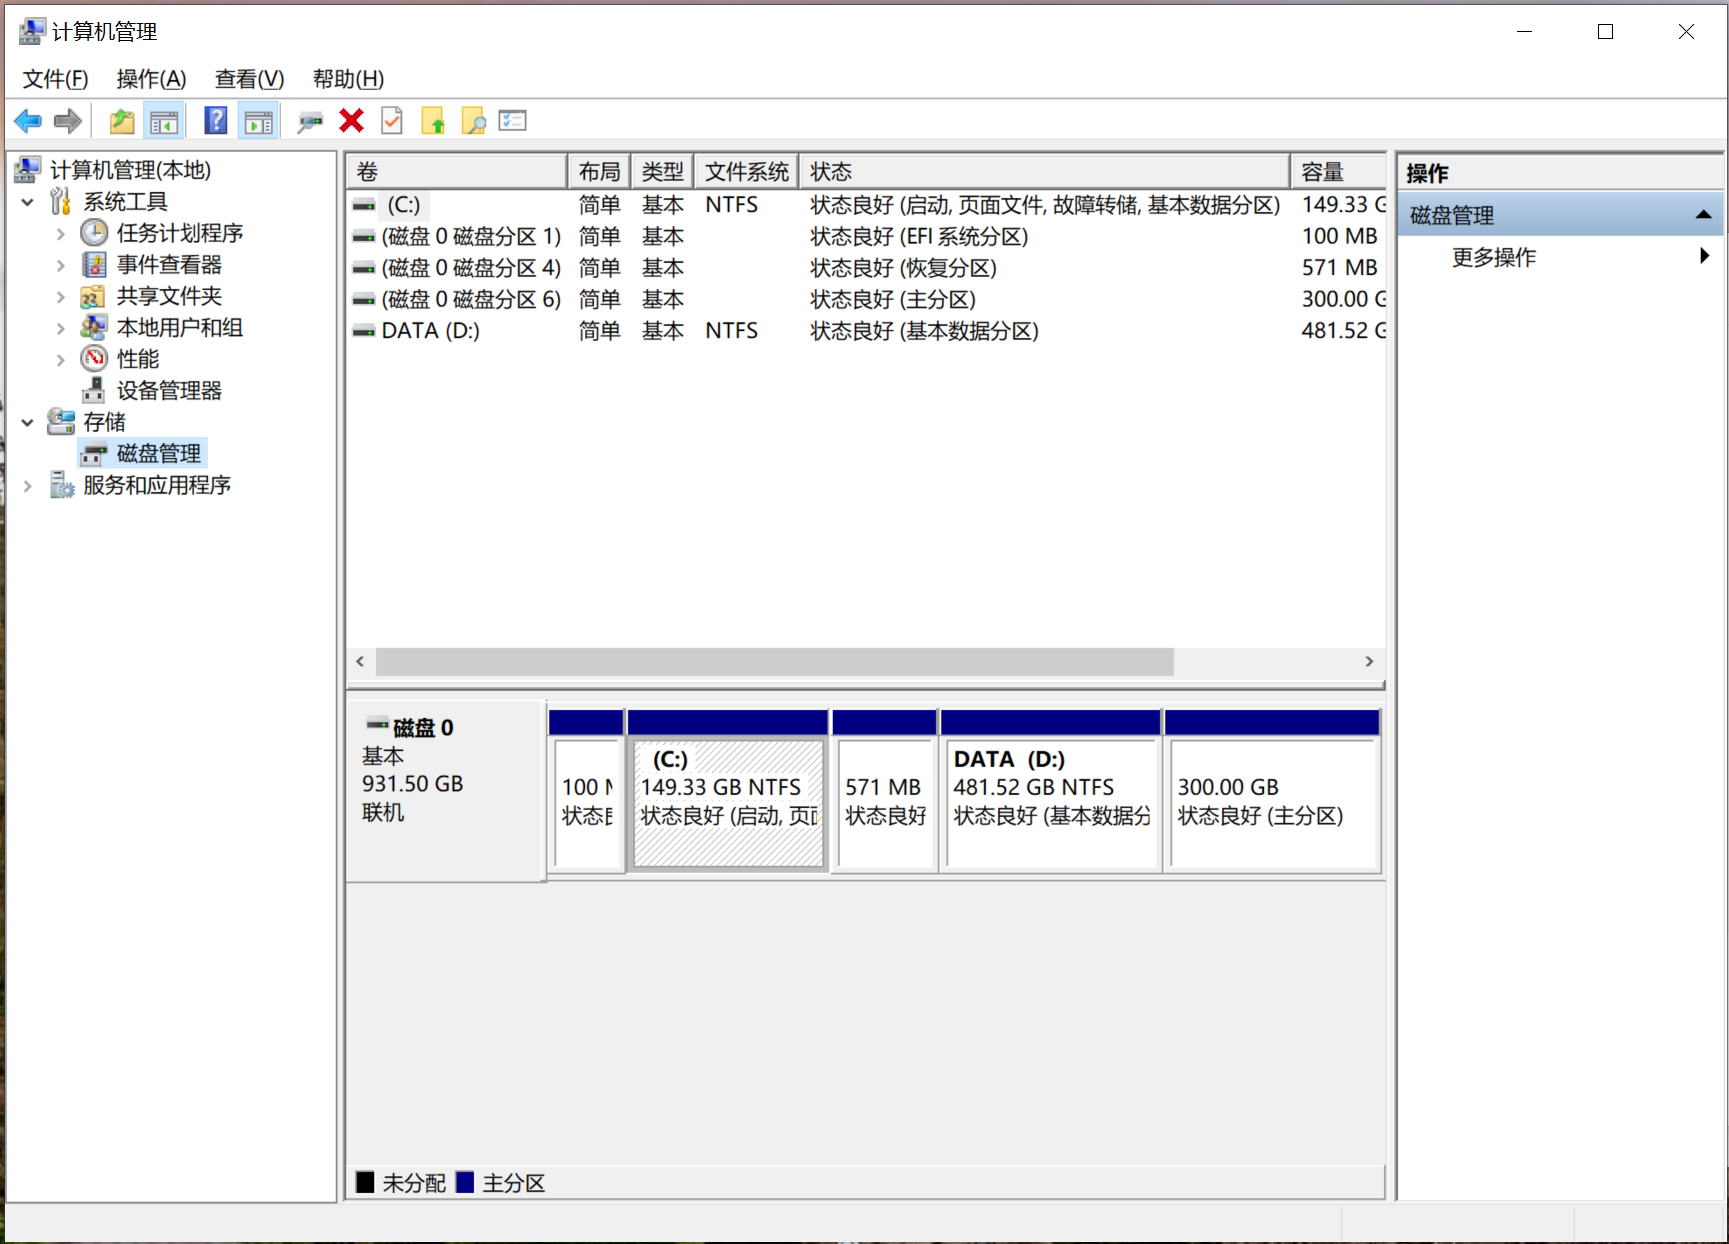 计算机管理
文件(F) 操作(A) 查看(V) 帮助(H)
计算机管理(本地)
系统工具
任务计划程序
事件查看器
共享文件夹
本地用户和组
性能
设备管理器
存储
磁盘管理
服务和应用程序
卷 布局 类型 文件系统 状态 容量
(C:) 简单 基本 NTFS 状态良好 (启动, 页面文件, 故障转储, 基本数据分区) 149.33 G
(磁盘 0 磁盘分区 1) 简单 基本 状态良好 (EFI 系统分区) 100 MB
(磁盘 0 磁盘分区 4) 简单 基本 状态良好 (恢复分区) 571 MB
(磁盘 0 磁盘分区 6) 简单 基本 状态良好 (主分区) 300.00 G
DATA (D:) 简单 基本 NTFS 状态良好 (基本数据分区) 481.52 G
磁盘 0
基本
931.50 GB
联机
100 M
状态良
(C:)
149.33 GB NTFS
状态良好 (启动, 页面
571 MB
状态良好
DATA (D:)
481.52 GB NTFS
状态良好 (基本数据分
300.00 GB
状态良好 (主分区)
未分配 主分区
操作
磁盘管理
更多操作